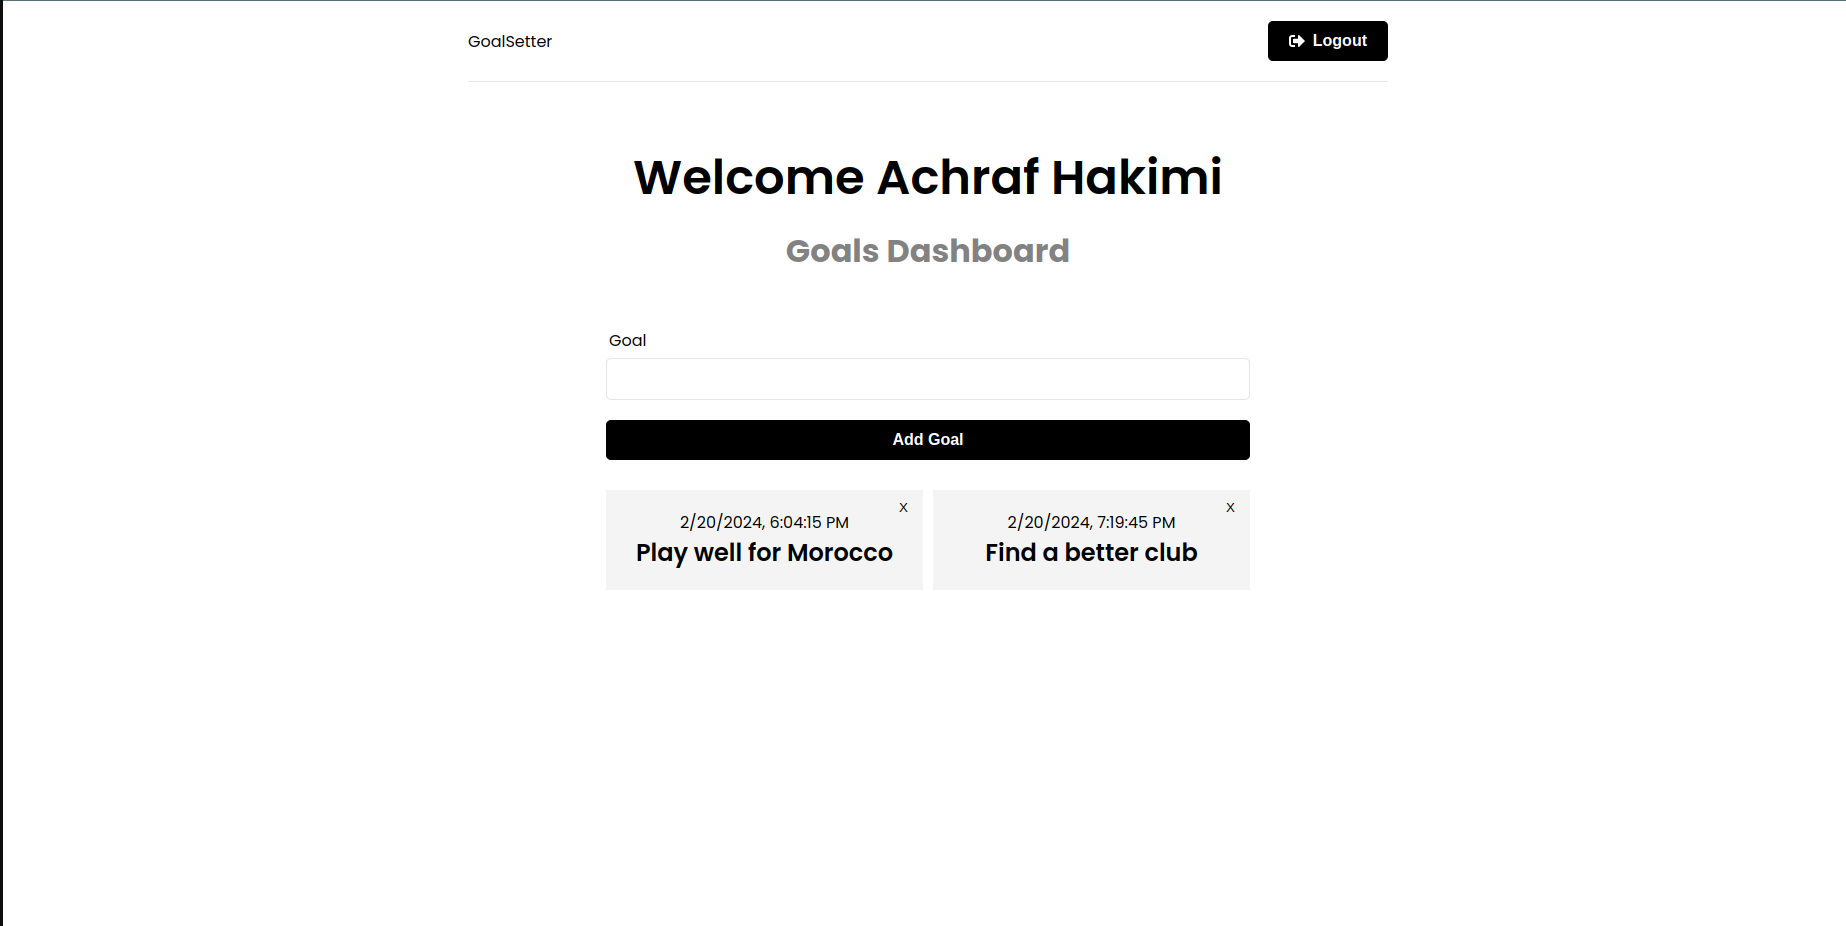 GoalSetter
Logout
Welcome Achraf Hakimi
Goals Dashboard
Goal
Add Goal
X
2/20/2024, 6:04:15 PM
Play well for Morocco
X
2/20/2024, 7:19:45 PM
Find a better club